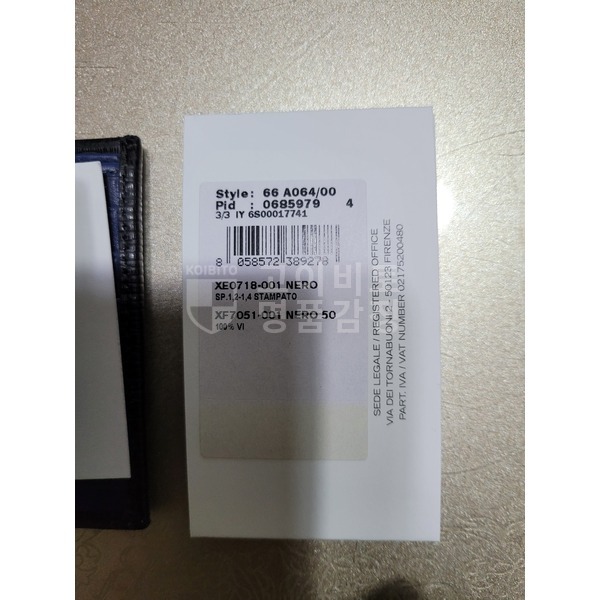 Style: 66 A064/00
Pid : 0685979 4
3/3 IY 6S00017741
8 058572 389278
KOIBITO
코이비
명품감
XE0718-001 NERO
SP.1,2-1,4 STAMPATO
XF7051-001 NERO 50
100% VI
SEDE LEGALE / REGISTERED OFFICE
VIA DEI TORNABUONI 2 - 50123 FIRENZE
PART. IVA / VAT NUMBER 02175200480